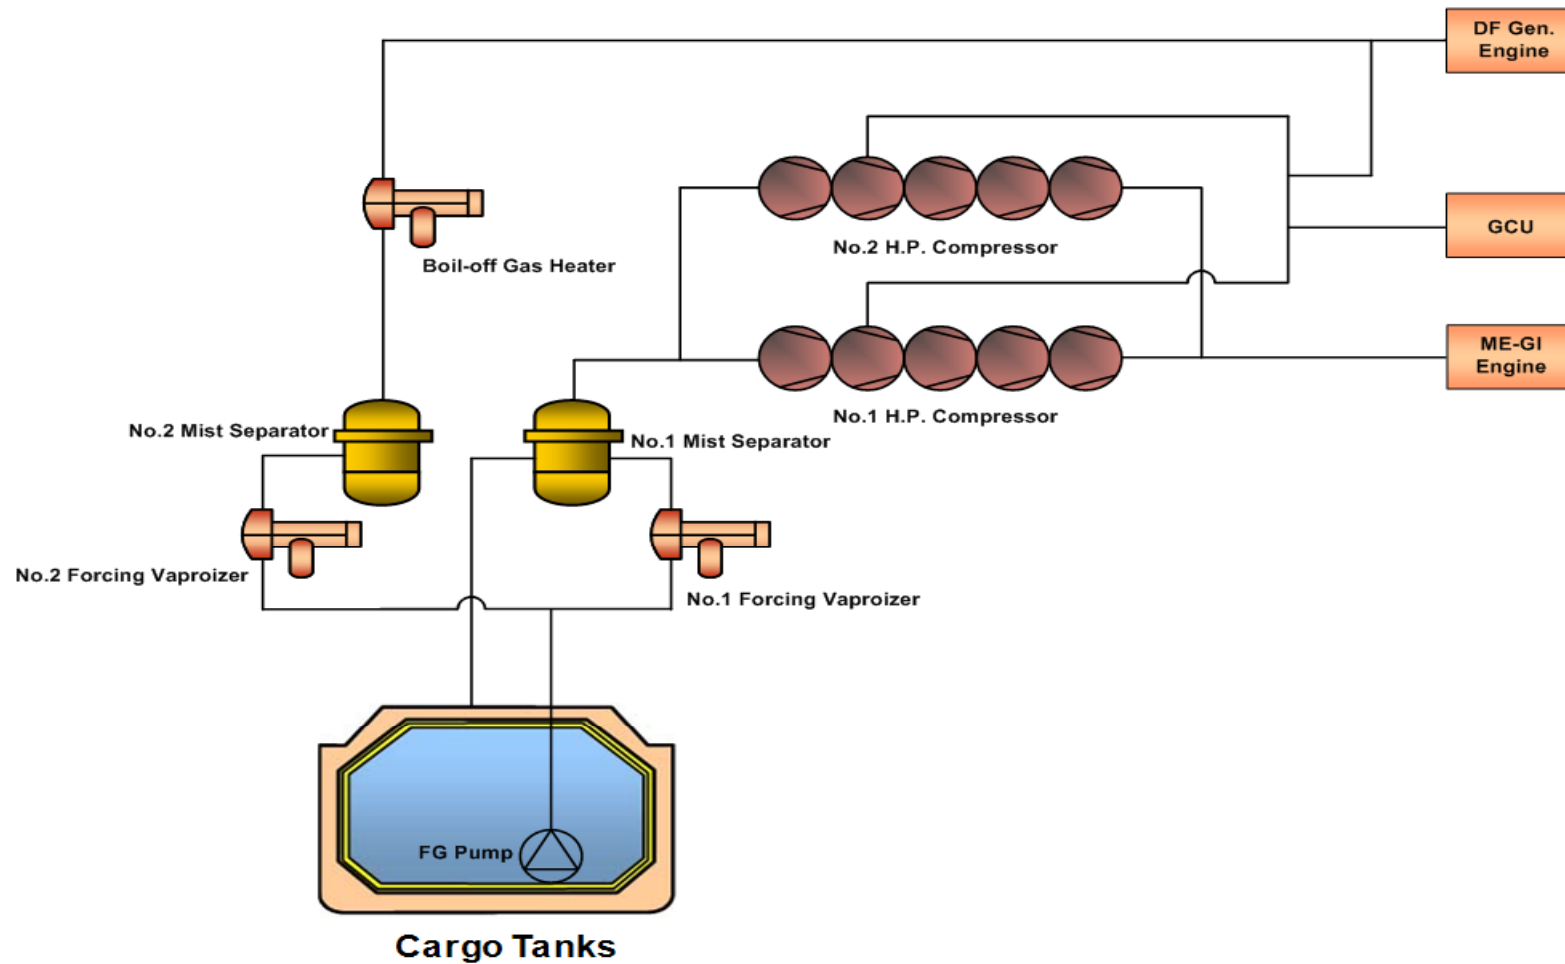 DF Gen.
Engine
GCU
No.2 H.P. Compressor
Boil-off Gas Heater
ME-GI
Engine
No.1 H.P. Compressor
No.2 Mist Separator
No.1 Mist Separator
No.2 Forcing Vaproizer
No.1 Forcing Vaproizer
FG Pump
Cargo Tanks